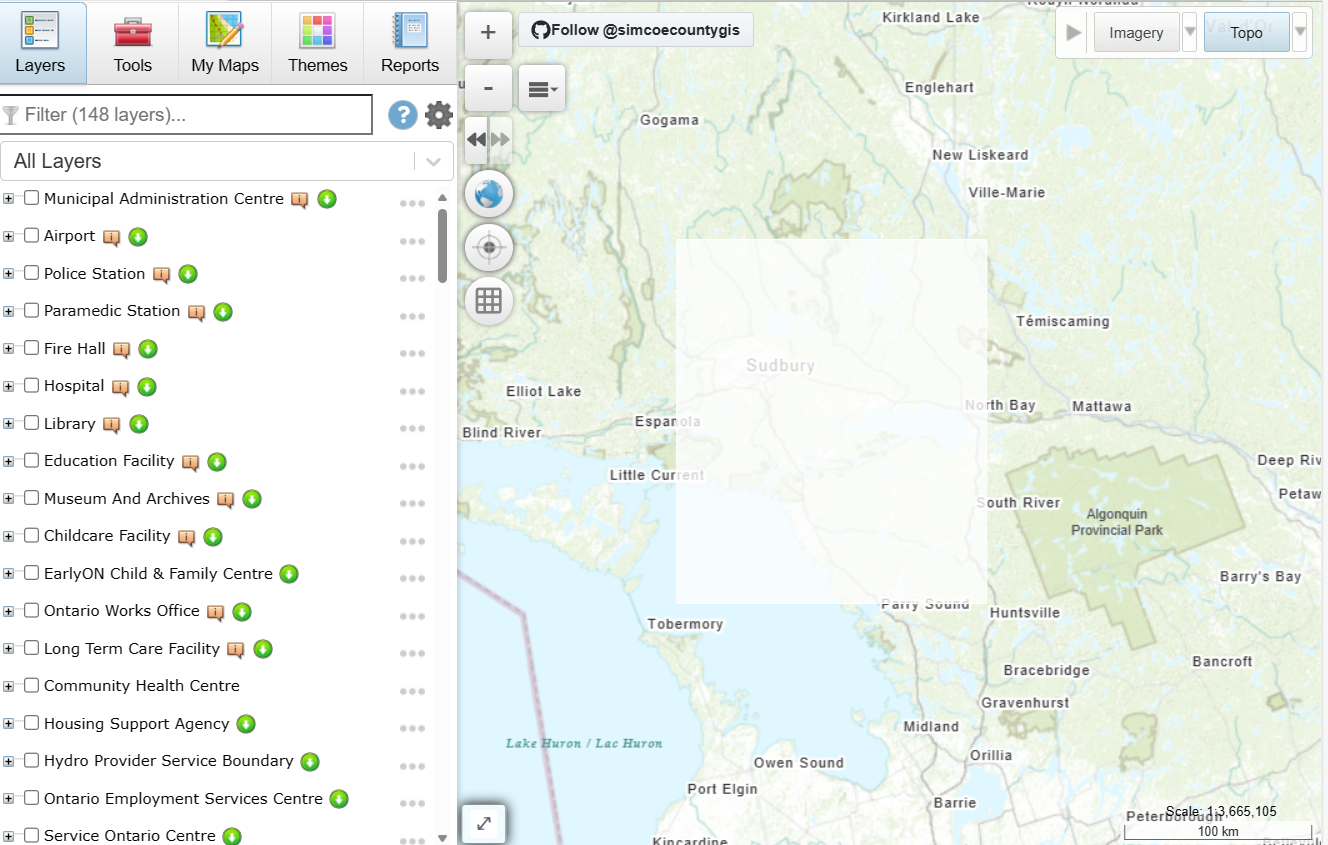 Layers
Tools
My Maps
Themes
Reports
Filter (148 layers)...
?
All Layers
Municipal Administration Centre
Airport
Police Station
Paramedic Station
Fire Hall
Hospital
Library
Education Facility
Museum And Archives
Childcare Facility
EarlyON Child & Family Centre
Ontario Works Office
Long Term Care Facility
Community Health Centre
Housing Support Agency
Hydro Provider Service Boundary
Ontario Employment Services Centre
Service Ontario Centre
+
-
Follow @simcoecountygis
Imagery
Topo
Val-d'Or
Kirkland Lake
Englehart
Gogama
New Liskeard
Ville-Marie
Témiscaming
Sudbury
Elliot Lake
North Bay
Mattawa
Espanola
Blind River
Deep Riv
Little Current
Petaw
South River
Algonquin
Provincial Park
Barry's Bay
Parry Sound
Huntsville
Tobermory
Bancroft
Bracebridge
Gravenhurst
Midland
Lake Huron / Lac Huron
Orillia
Owen Sound
Port Elgin
Barrie
Scale: 1:3,665,105
Peterborough
100 km
Kincardine